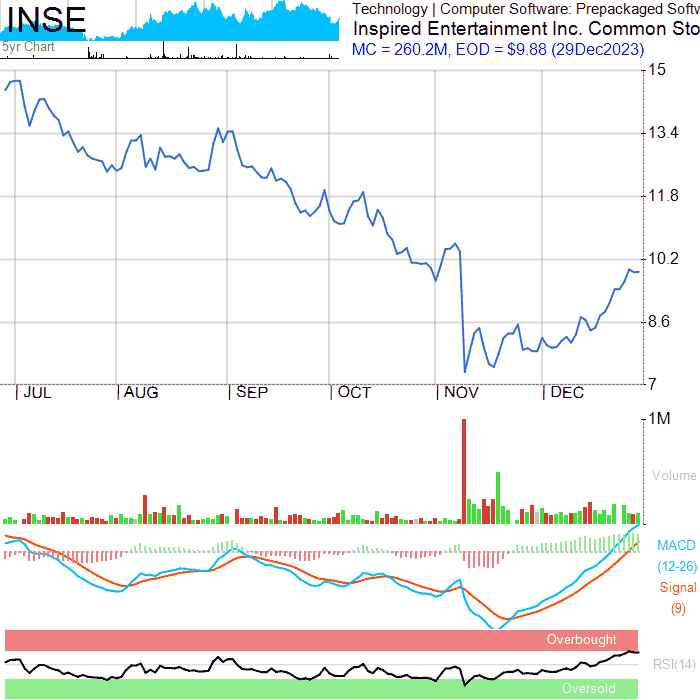 INSE
5yr Chart
Technology | Computer Software: Prepackaged Softw
Inspired Entertainment Inc. Common Sto
MC = 260.2M, EOD = $9.88 (29Dec2023)
15
13.4
11.8
10.2
8.6
7
JUL AUG SEP OCT NOV DEC
1M
Volume
MACD
(12-26)
Signal
(9)
Overbought
RSI(14)
Oversold